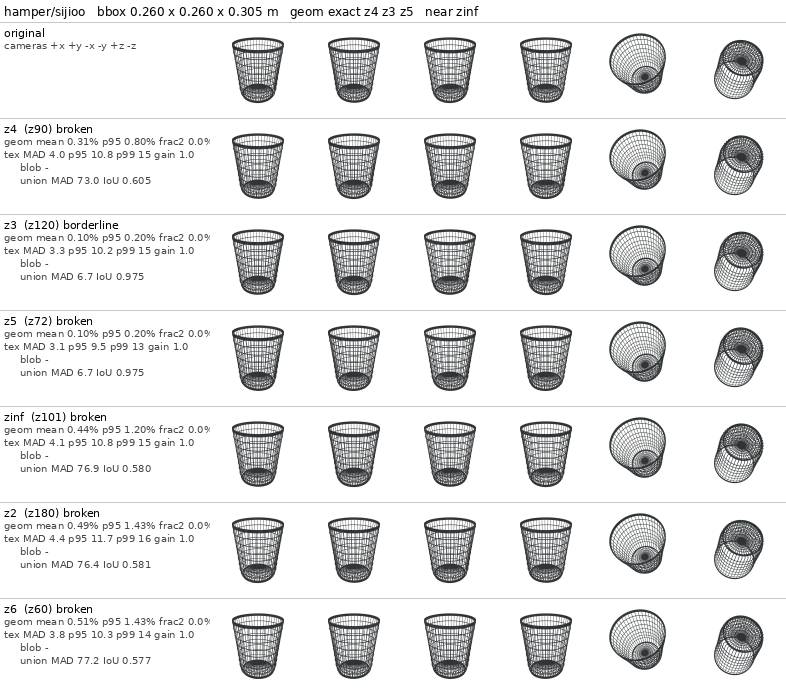 hamper/sijioo bbox 0.260 x 0.260 x 0.305 m geom exact z4 z3 z5 near zinf
original
cameras +x +y -x -y +z -z
z4 (z90) broken
geom mean 0.31% p95 0.80% frac2 0.0%
tex MAD 4.0 p95 10.8 p99 15 gain 1.0
blob -
union MAD 73.0 IoU 0.605
z3 (z120) borderline
geom mean 0.10% p95 0.20% frac2 0.0%
tex MAD 3.3 p95 10.2 p99 15 gain 1.0
blob -
union MAD 6.7 IoU 0.975
z5 (z72) broken
geom mean 0.10% p95 0.20% frac2 0.0%
tex MAD 3.1 p95 9.5 p99 13 gain 1.0
blob -
union MAD 6.7 IoU 0.975
zinf (z101) broken
geom mean 0.44% p95 1.20% frac2 0.0%
tex MAD 4.1 p95 10.8 p99 15 gain 1.0
blob -
union MAD 76.9 IoU 0.580
z2 (z180) broken
geom mean 0.49% p95 1.43% frac2 0.0%
tex MAD 4.4 p95 11.7 p99 16 gain 1.0
blob -
union MAD 76.4 IoU 0.581
z6 (z60) broken
geom mean 0.51% p95 1.43% frac2 0.0%
tex MAD 3.8 p95 10.3 p99 14 gain 1.0
blob -
union MAD 77.2 IoU 0.577